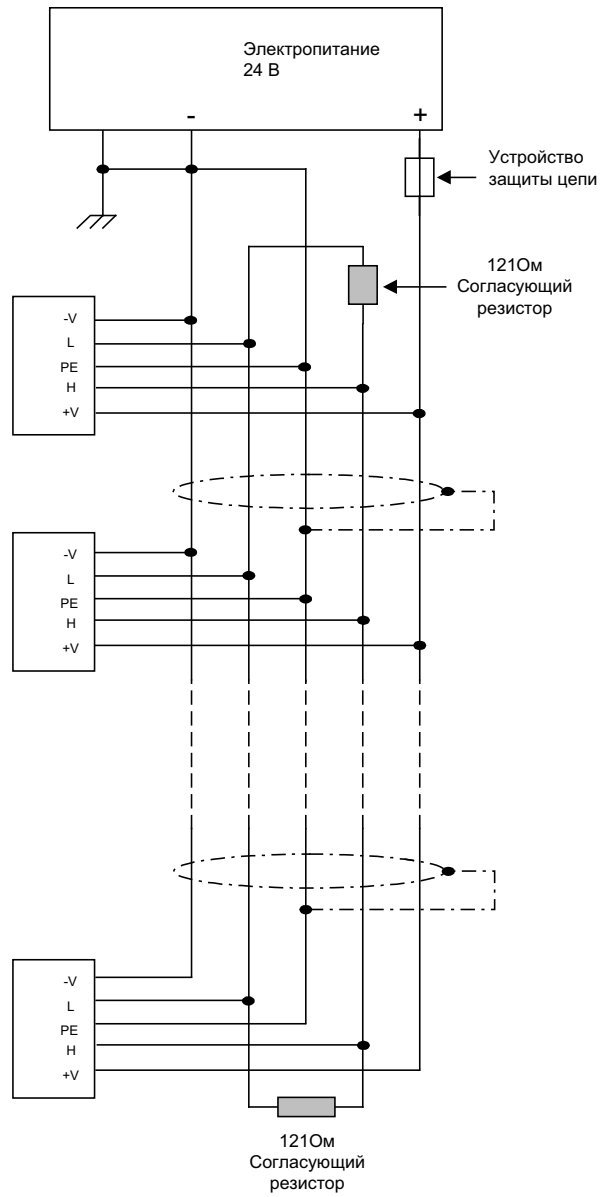 Электропитание
24 В
-
+
Устройство
защиты цепи
121Ом
Согласующий
резистор
-V
L
PE
H
+V
-V
L
PE
H
+V
-V
L
PE
H
+V
121Ом
Согласующий
резистор